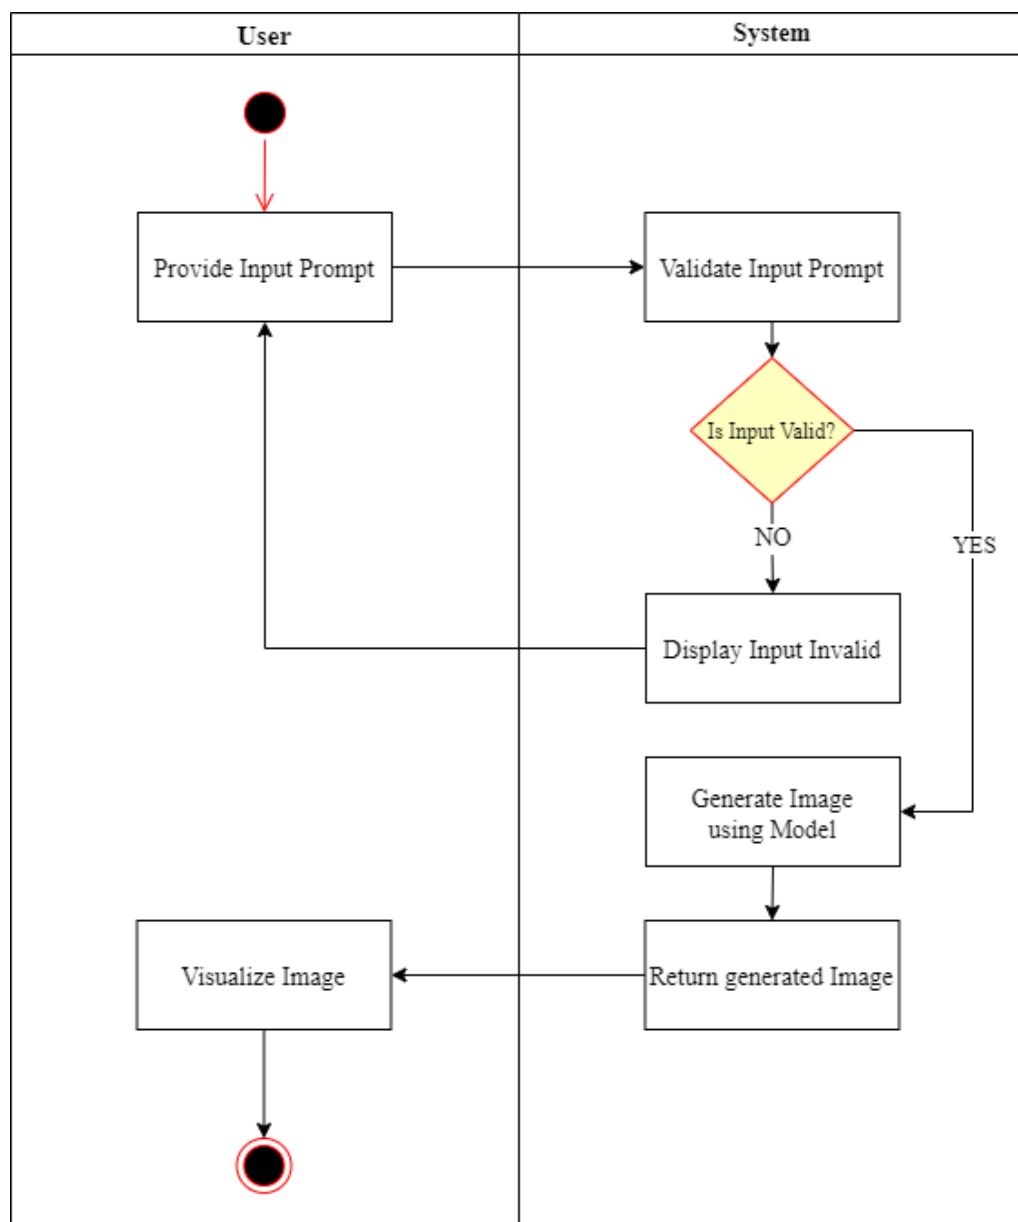 User
System
Provide Input Prompt
Validate Input Prompt
Is Input Valid?
NO
YES
Display Input Invalid
Generate Image
using Model
Visualize Image
Return generated Image